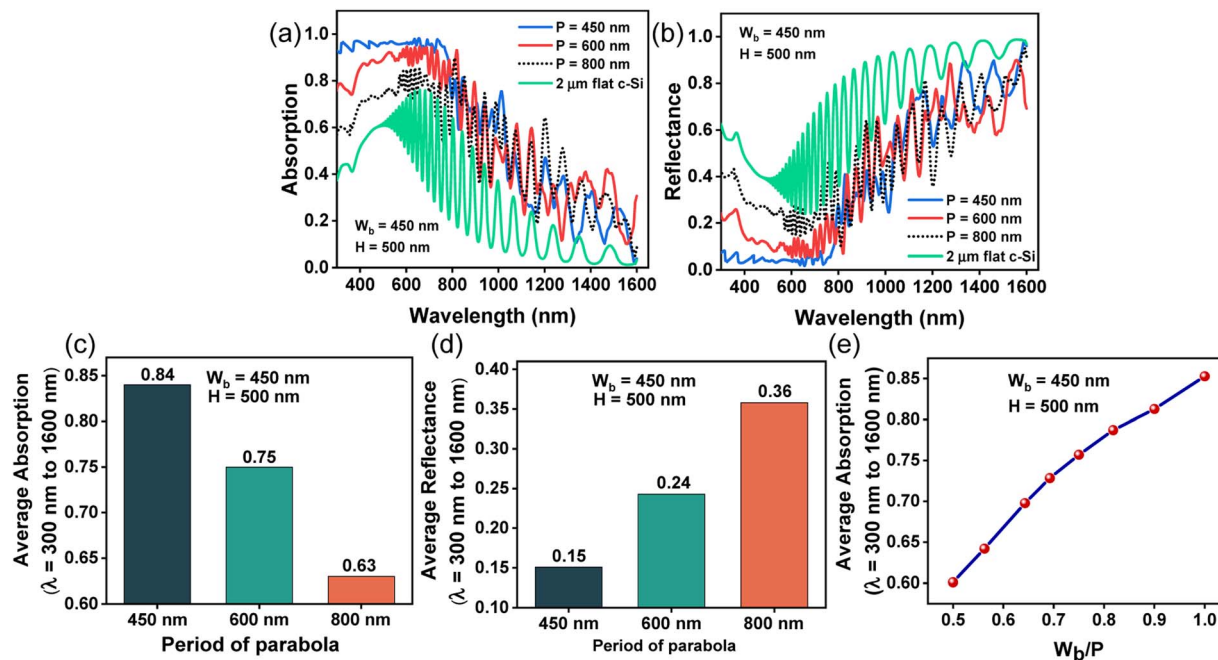 (a)
P = 450 nm
P = 600 nm
P = 800 nm
2 μm flat c-Si
W_b = 450 nm
H = 500 nm
Absorption
1.0
0.8
0.6
0.4
0.2
0.0
400 600 800 1000 1200 1400 1600
Wavelength (nm)
(b)
W_b = 450 nm
H = 500 nm
P = 450 nm
P = 600 nm
P = 800 nm
2 μm flat c-Si
Reflectance
1.0
0.8
0.6
0.4
0.2
0.0
400 600 800 1000 1200 1400 1600
Wavelength (nm)
(c)
W_b = 450 nm
H = 500 nm
0.84
0.75
0.63
Average Absorption
(λ = 300 nm to 1600 nm)
0.85
0.80
0.75
0.70
0.65
0.60
450 nm 600 nm 800 nm
Period of parabola
(d)
W_b = 450 nm
H = 500 nm
0.15
0.24
0.36
Average Reflectance
(λ = 300 nm to 1600 nm)
0.40
0.35
0.30
0.25
0.20
0.15
0.10
450 nm 600 nm 800 nm
Period of parabola
(e)
W_b = 450 nm
H = 500 nm
Average Absorption
(λ = 300 nm to 1600 nm)
0.85
0.80
0.75
0.70
0.65
0.60
0.5 0.6 0.7 0.8 0.9 1.0
W_b/P